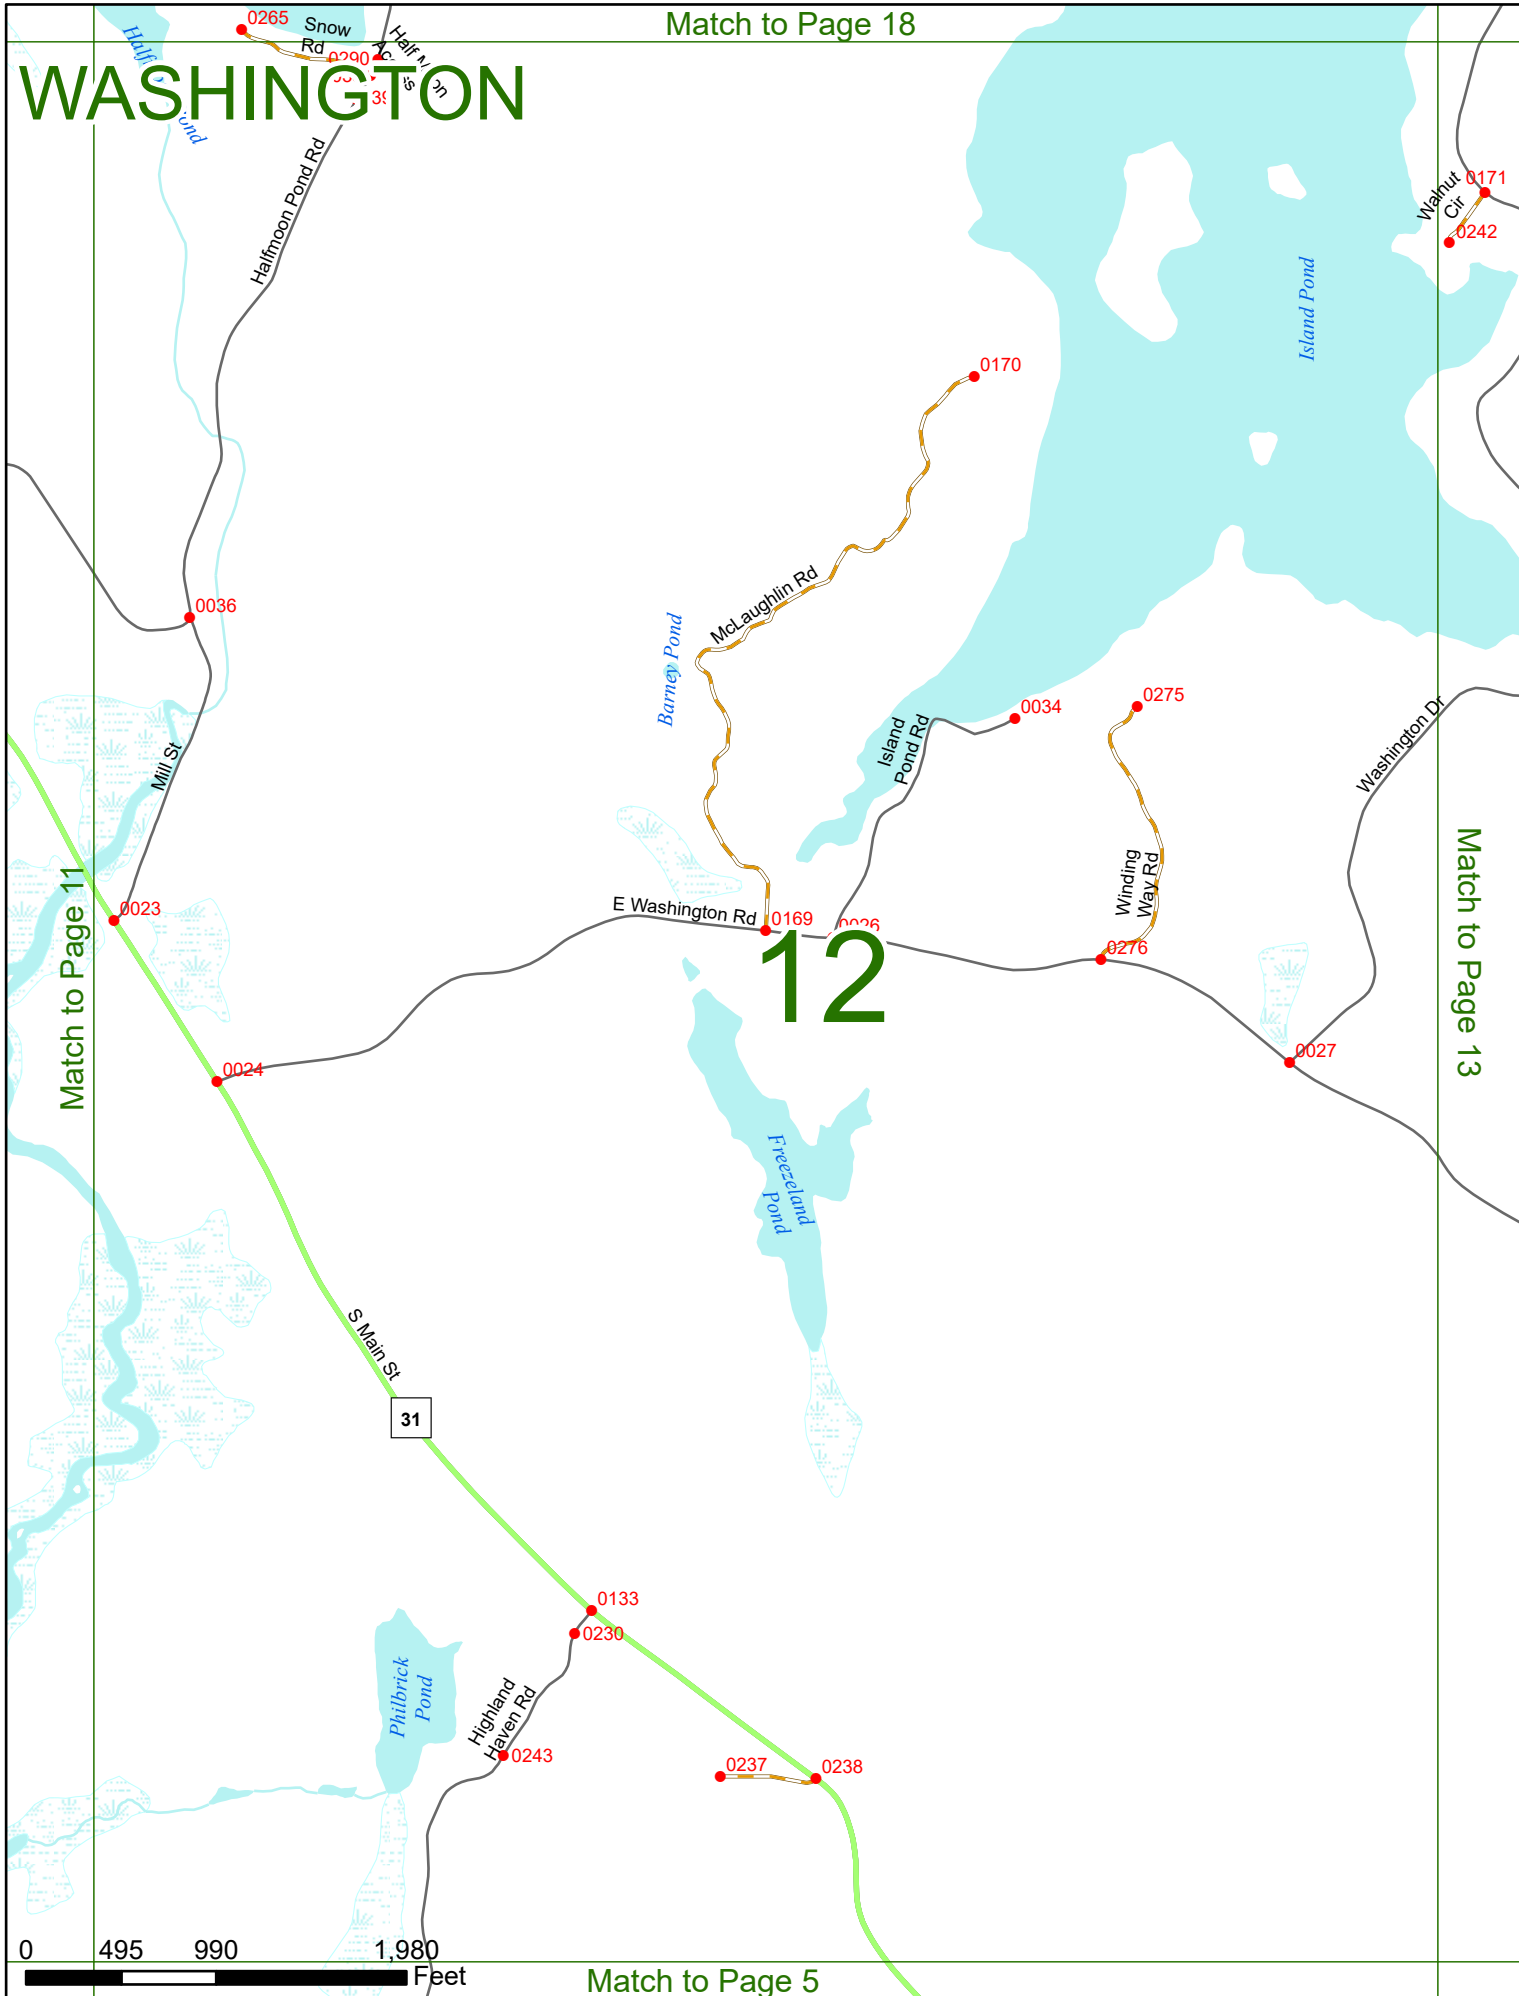 Match to Page 18
0265
Snow
Rd
0290
Half Moon
Access
WASHINGTON
Halfmoon Pond Rd
0171
Walnut
Cir
0242
Island Pond
0170
McLaughlin Rd
0036
Barney Pond
0034
0275
Island
Pond Rd
Washington Dr
Mill St
Match to Page 11
Match to Page 13
Winding
Way Rd
0023
E Washington Rd
0169
0026
12
0276
0027
0024
Freezeland
Pond
S Main St
31
0133
0230
Philbrick
Pond
Highland
Haven Rd
0243
0237
0238
0
495
990
1,980
Feet
Match to Page 5